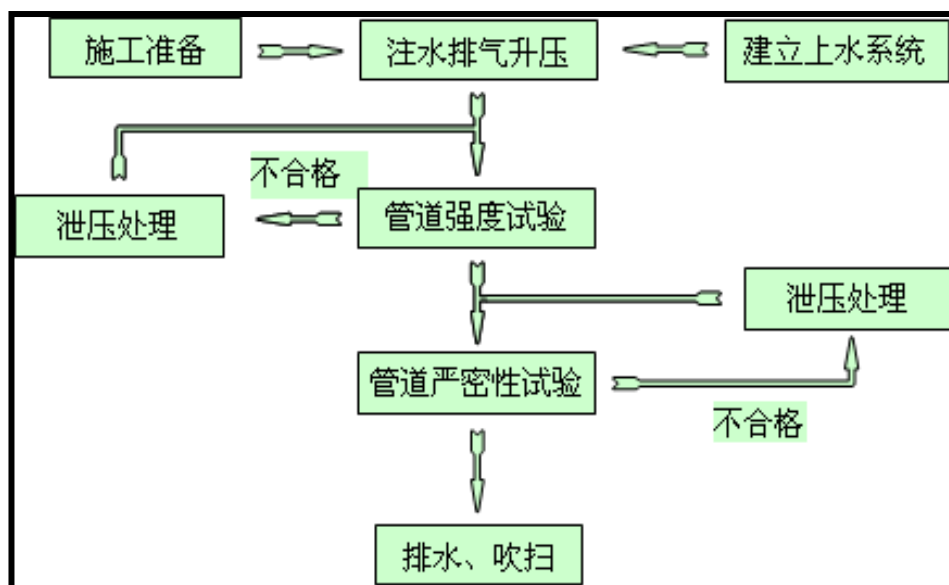 施工准备
注水排气升压
建立上水系统
不合格
泄压处理
管道强度试验
泄压处理
管道严密性试验
不合格
排水、吹扫